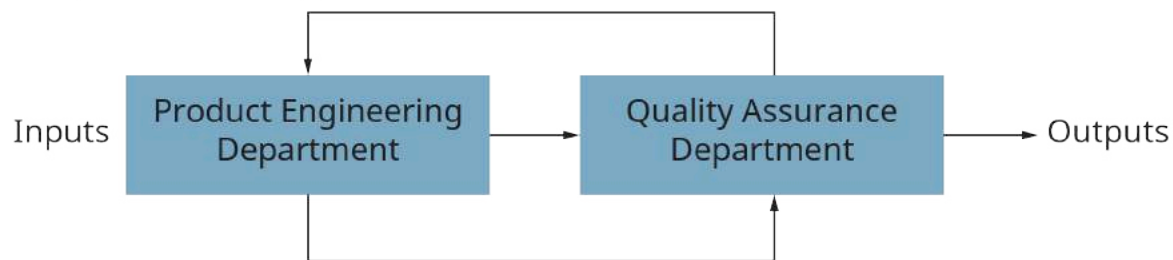 Inputs
Product Engineering
Department
Quality Assurance
Department
Outputs